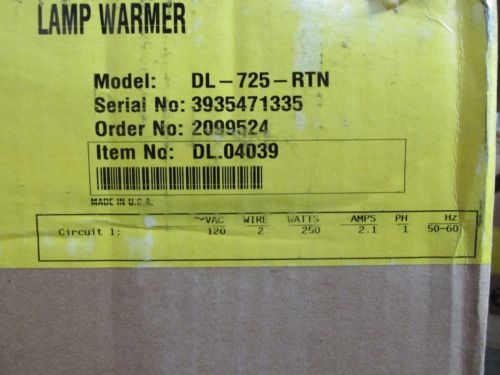 LAMP WARMER
Model: DL-725-RTN
Serial No: 3935471335
Order No: 2099524
Item No: DL.04039
MADE IN U.S.A.
~VAC WIRE WATTS AMPS PH Hz
Circuit 1: 120 2 250 2.1 1 50-60